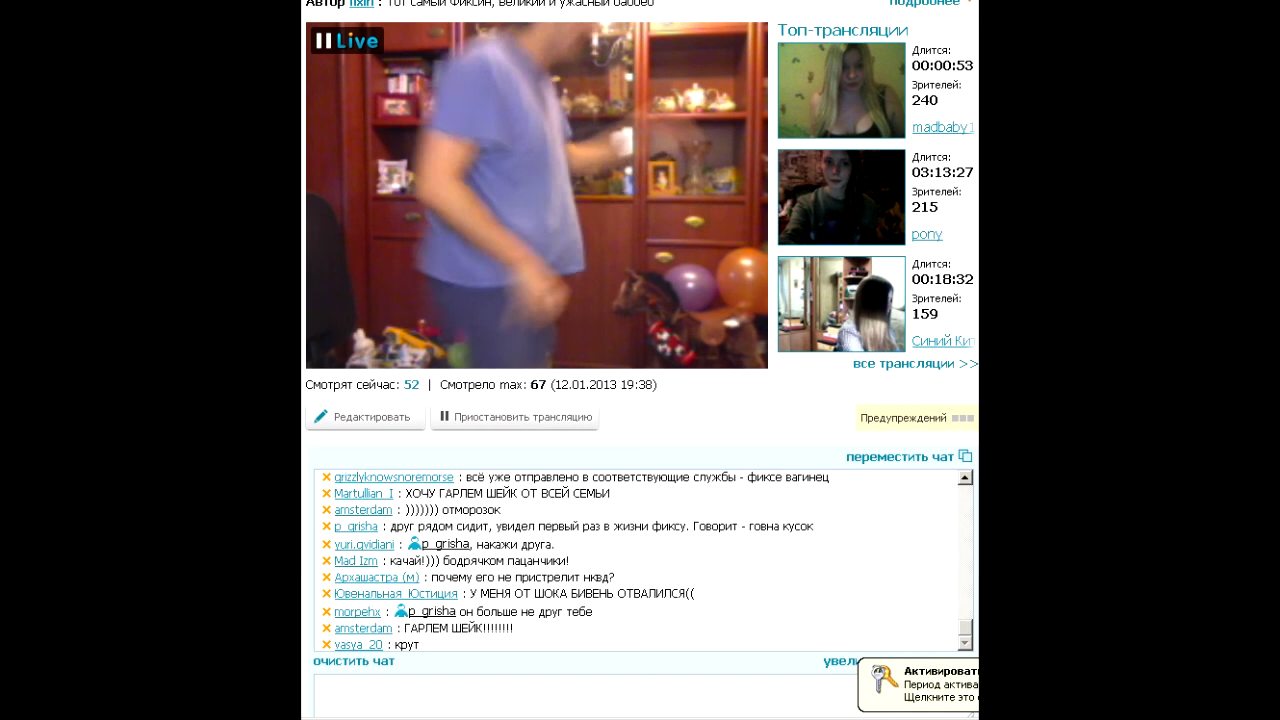 Автор fixin : Тот самый Фиксин, великий и ужасный
подробнее
Live
Топ-трансляции
Длится:
00:00:53
Зрителей:
240
madbaby1
Длится:
03:13:27
Зрителей:
215
pony
Длится:
00:18:32
Зрителей:
159
Синий Ки
все трансляции >>
Смотрят сейчас: 52 | Смотрело max: 67 (12.01.2013 19:38)
Редактировать
Приостановить трансляцию
Предупреждений
переместить чат
grizzlyknowsnoremorse : всё уже отправлено в соответствующие службы - фиксе вагинец
Martullian_I : ХОЧУ ГАРЛЕМ ШЕЙК ОТ ВСЕЙ СЕМЬИ
amsterdam : ))))))) отморозок
p_grisha : друг рядом сидит, увидел первый раз в жизни фиксу. Говорит - говна кусок
yuri.gvidiani : p_grisha, накажи друга.
Mad Izm : качай!))) бодрячком пацанчики!
Архашастра (м) : почему его не пристрелит нквд?
Ювенальная_Юстиция : У МЕНЯ ОТ ШОКА БИВЕНЬ ОТВАЛИЛСЯ((
morpehx : p_grisha он больше не друг тебе
amsterdam : ГАРЛЕМ ШЕЙК!!!!!!!!
vasya_20 : крут
очистить чат
увел
Активироват
Период актива
Щелкните это